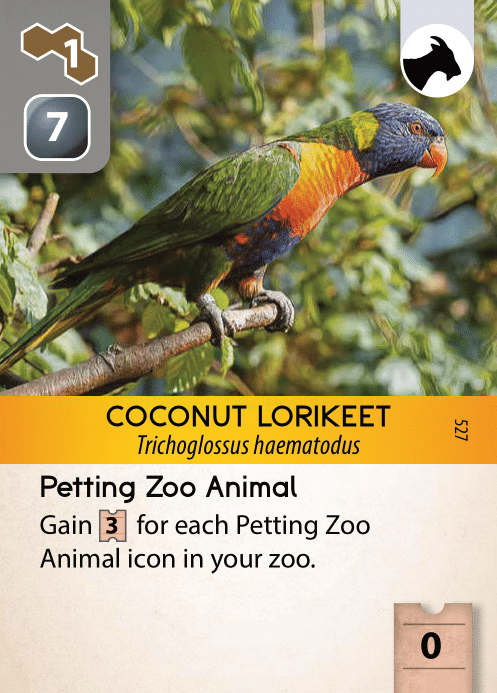 1
7
COCONUT LORIKEET
Trichoglossus haematodus
527
Petting Zoo Animal
Gain 3 for each Petting Zoo
Animal icon in your zoo.
0